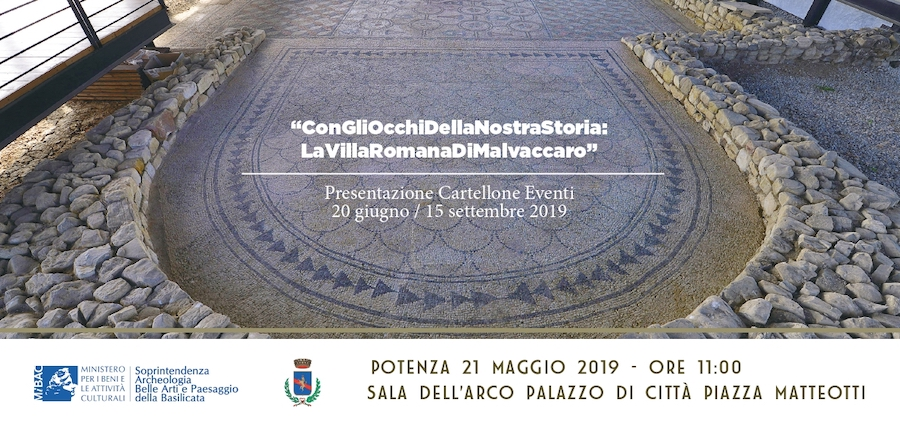 “ConGliOcchiDellaNostraStoria:
LaVillaRomanaDiMalvaccaro”
Presentazione Cartellone Eventi
20 giugno / 15 settembre 2019
MiBAC
MINISTERO
PER I BENI E
LE ATTIVITÀ
CULTURALI
Soprintendenza
Archeologia
Belle Arti e Paesaggio
della Basilicata
POTENZA 21 MAGGIO 2019 - ORE 11:00
SALA DELL'ARCO PALAZZO DI CITTÀ PIAZZA MATTEOTTI